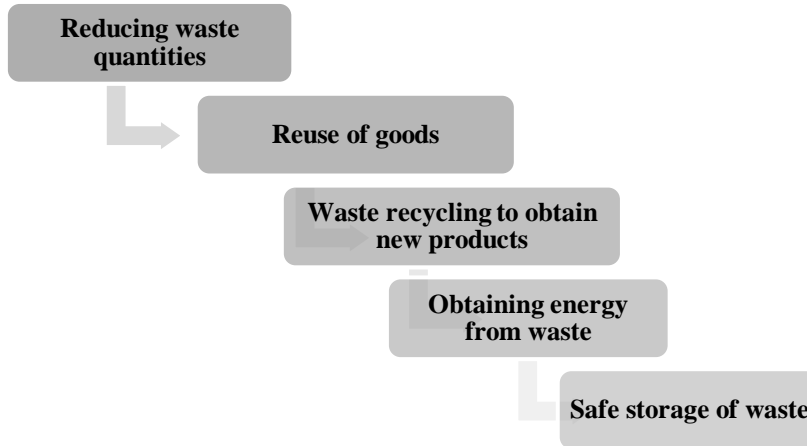 Reducing waste
quantities
Reuse of goods
Waste recycling to obtain
new products
Obtaining energy
from waste
Safe storage of waste